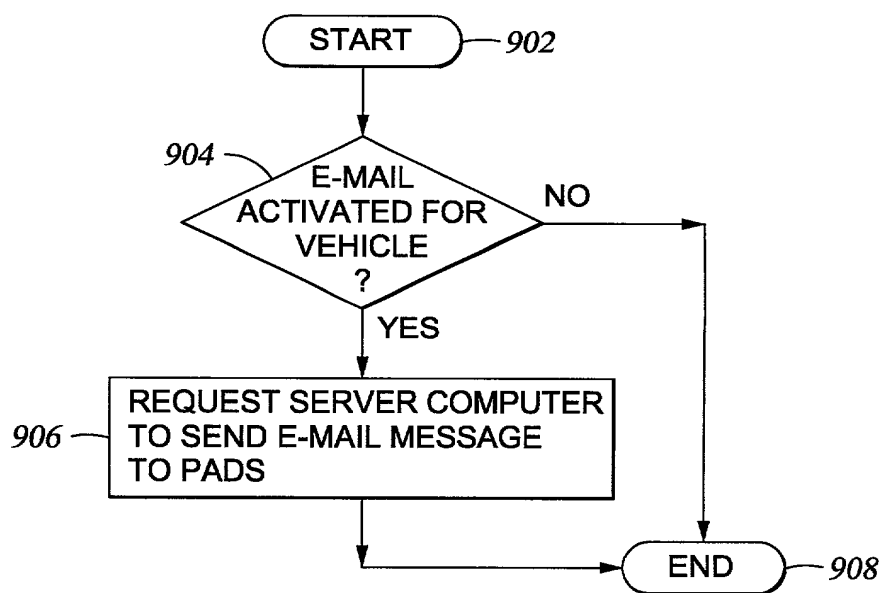 START
902
904
E-MAIL
ACTIVATED FOR
VEHICLE
?
NO
YES
REQUEST SERVER COMPUTER
TO SEND E-MAIL MESSAGE
TO PADS
906
END
908